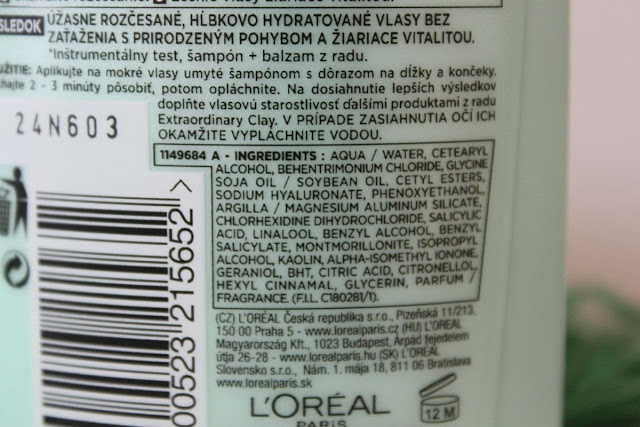 ÚŽASNE ROZČESANÉ, HĹBKOVO HYDRATOVANÉ VLASY BEZ
SLEDOK ZAŤAŽENIA S PRIRODZENÝM POHYBOM A ŽIARIACE VITALITOU.
*Inštrumentálny test, šampón + balzam z radu.
UŽITIE: Aplikujte na mokré vlasy umyté šampónom s dôrazom na dĺžky a končeky.
chajte 2 - 3 minúty pôsobiť, potom opláchnite. Na dosiahnutie lepších výsledkov
doplňte vlasovú starostlivosť ďalšími produktami z radu
Extraordinary Clay. V PRÍPADE ZASIAHNUTIA OČÍ ICH
OKAMŽITE VYPLÁCHNITE VODOU.
24N603
1149684 A - INGREDIENTS : AQUA / WATER, CETEARYL
ALCOHOL, BEHENTRIMONIUM CHLORIDE, GLYCINE
SOJA OIL / SOYBEAN OIL, CETYL ESTERS,
SODIUM HYALURONATE, PHENOXYETHANOL,
ARGILLA / MAGNESIUM ALUMINUM SILICATE,
CHLORHEXIDINE DIHYDROCHLORIDE, SALICYLIC
ACID, LINALOOL, BENZYL ALCOHOL, BENZYL
SALICYLATE, MONTMORILLONITE, ISOPROPYL
ALCOHOL, KAOLIN, ALPHA-ISOMETHYL IONONE,
GERANIOL, BHT, CITRIC ACID, CITRONELLOL,
HEXYL CINNAMAL, GLYCERIN, PARFUM /
FRAGRANCE. (F.I.L. C180281/1).
00523 215652 >
(CZ) L'ORÉAL Česká republika s.r.o., Plzeňská 11/213,
150 00 Praha 5 - www.lorealparis.cz (HU) L'ORÉAL
Magyarország Kft., 1023 Budapest, Árpád fejedelem
útja 26-28 - www.lorealparis.hu (SK) L'ORÉAL
Slovensko s.r.o., Nám. 1. mája 18, 811 06 Bratislava
www.lorealparis.sk
L'ORÉAL
PARIS
12 M